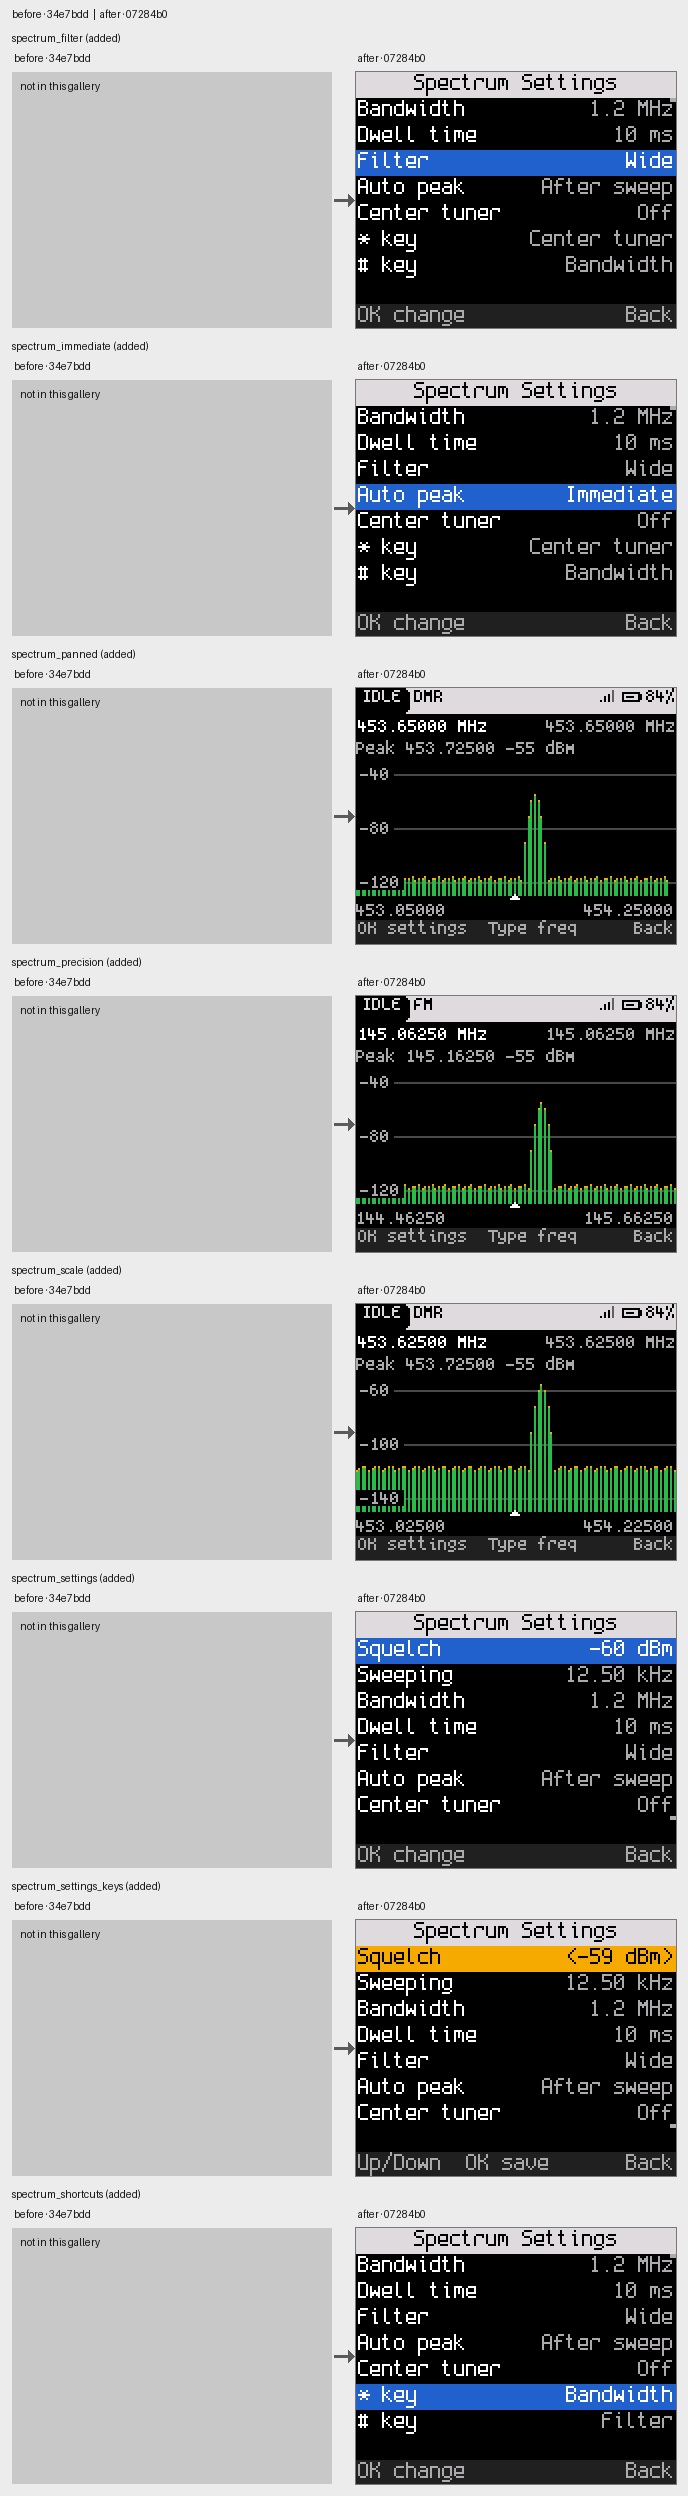 before · 34e7bdd | after · 07284b0
spectrum_filter (added)
before · 34e7bdd after · 07284b0
not in this gallery
Spectrum Settings
Bandwidth 1.2 MHz
Dwell time 10 ms
Filter Wide
Auto peak After sweep
Center tuner Off
* key Center tuner
# key Bandwidth
OK change Back
spectrum_immediate (added)
before · 34e7bdd after · 07284b0
not in this gallery
Spectrum Settings
Bandwidth 1.2 MHz
Dwell time 10 ms
Filter Wide
Auto peak Immediate
Center tuner Off
* key Center tuner
# key Bandwidth
OK change Back
spectrum_panned (added)
before · 34e7bdd after · 07284b0
not in this gallery
IDLE DMR 84%
453.65000 MHz 453.65000 MHz
Peak 453.72500 -55 dBm
-40
-80
-120
453.05000 454.25000
OK settings Type freq Back
spectrum_precision (added)
before · 34e7bdd after · 07284b0
not in this gallery
IDLE FM 84%
145.06250 MHz 145.06250 MHz
Peak 145.16250 -55 dBm
-40
-80
-120
144.46250 145.66250
OK settings Type freq Back
spectrum_scale (added)
before · 34e7bdd after · 07284b0
not in this gallery
IDLE DMR 84%
453.62500 MHz 453.62500 MHz
Peak 453.72500 -55 dBm
-60
-100
-140
453.02500 454.22500
OK settings Type freq Back
spectrum_settings (added)
before · 34e7bdd after · 07284b0
not in this gallery
Spectrum Settings
Squelch -60 dBm
Sweeping 12.50 kHz
Bandwidth 1.2 MHz
Dwell time 10 ms
Filter Wide
Auto peak After sweep
Center tuner Off
OK change Back
spectrum_settings_keys (added)
before · 34e7bdd after · 07284b0
not in this gallery
Spectrum Settings
Squelch <-59 dBm>
Sweeping 12.50 kHz
Bandwidth 1.2 MHz
Dwell time 10 ms
Filter Wide
Auto peak After sweep
Center tuner Off
Up/Down OK save Back
spectrum_shortcuts (added)
before · 34e7bdd after · 07284b0
not in this gallery
Spectrum Settings
Bandwidth 1.2 MHz
Dwell time 10 ms
Filter Wide
Auto peak After sweep
Center tuner Off
* key Bandwidth
# key Filter
OK change Back